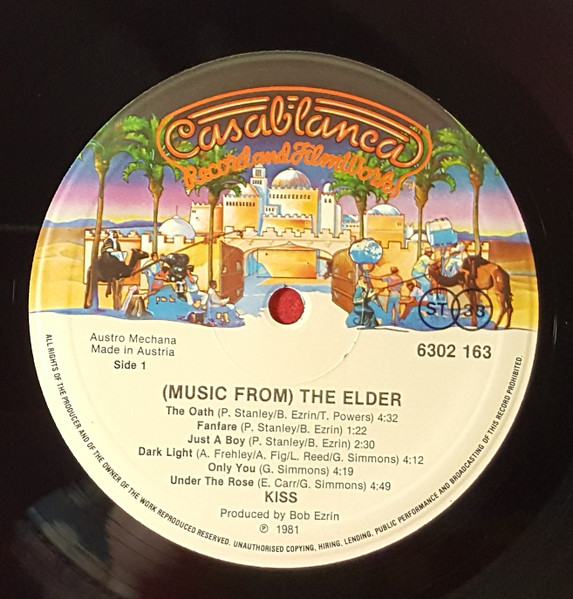 Casablanca
Record and FilmWorks
ST 33
Austro Mechana
Made in Austria
Side 1
6302 163
(MUSIC FROM) THE ELDER
The Oath (P. Stanley/B. Ezrin/T. Powers) 4:32
Fanfare (P. Stanley/B. Ezrin) 1:22
Just A Boy (P. Stanley/B. Ezrin) 2:30
Dark Light (A. Frehley/A. Fig/L. Reed/G. Simmons) 4:12
Only You (G. Simmons) 4:19
Under The Rose (E. Carr/G. Simmons) 4:49
KISS
Produced by Bob Ezrin
℗ 1981
ALL RIGHTS OF THE PRODUCER AND OF THE OWNER OF THE WORK REPRODUCED RESERVED. UNAUTHORISED COPYING, HIRING, LENDING, PUBLIC PERFORMANCE AND BROADCASTING OF THIS RECORD PROHIBITED.